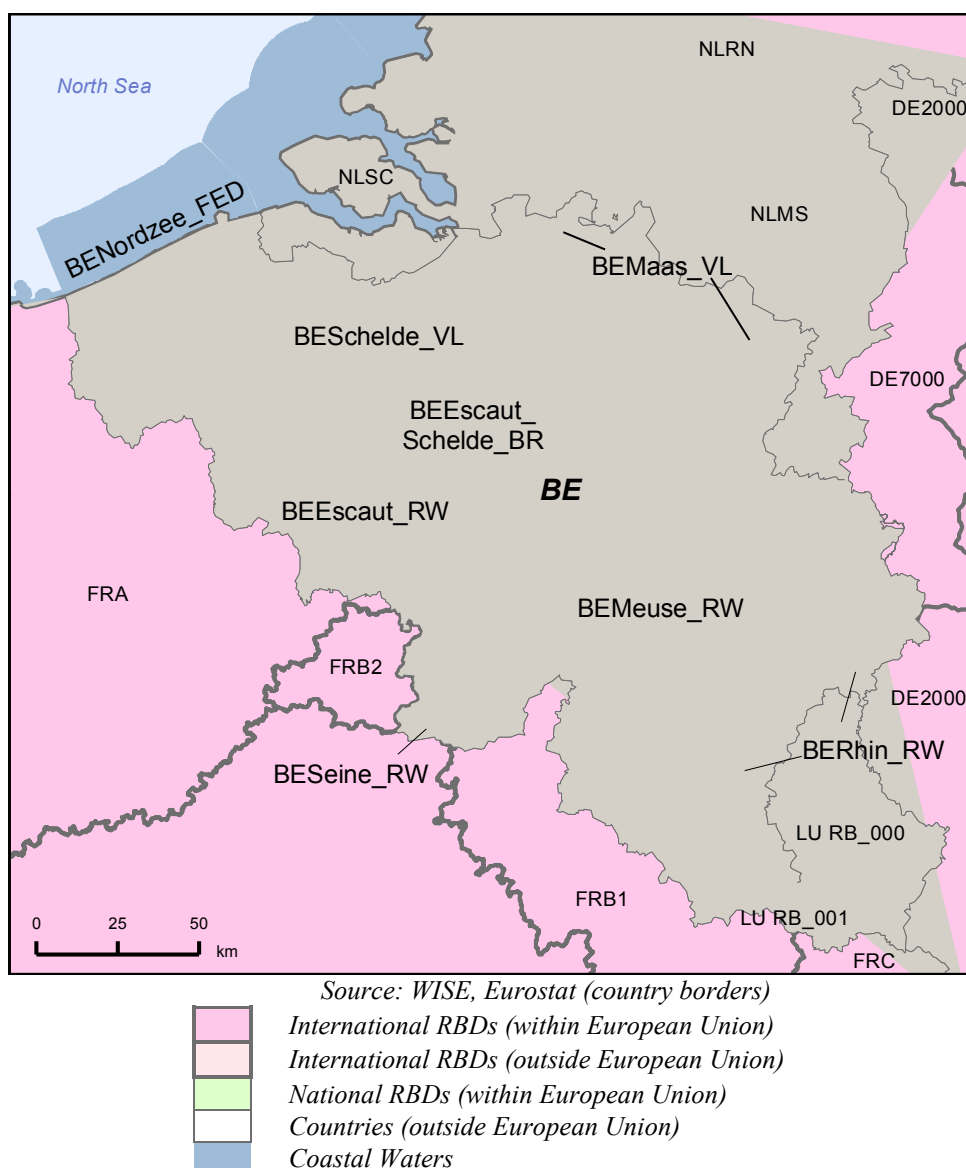 NLRN
North Sea
DE2000
NLSC
BENordzee_FED
NLMS
BEMaas_VL
BESchelde_VL
DE7000
BEEscaut_
Schelde_BR
BE
BEEscaut_RW
FRA
BEMeuse_RW
FRB2
DE2000
BESeine_RW
BERhin_RW
LU RB_000
FRB1
LU RB_001
FRC
0 25 50
km
Source: WISE, Eurostat (country borders)
International RBDs (within European Union)
International RBDs (outside European Union)
National RBDs (within European Union)
Countries (outside European Union)
Coastal Waters